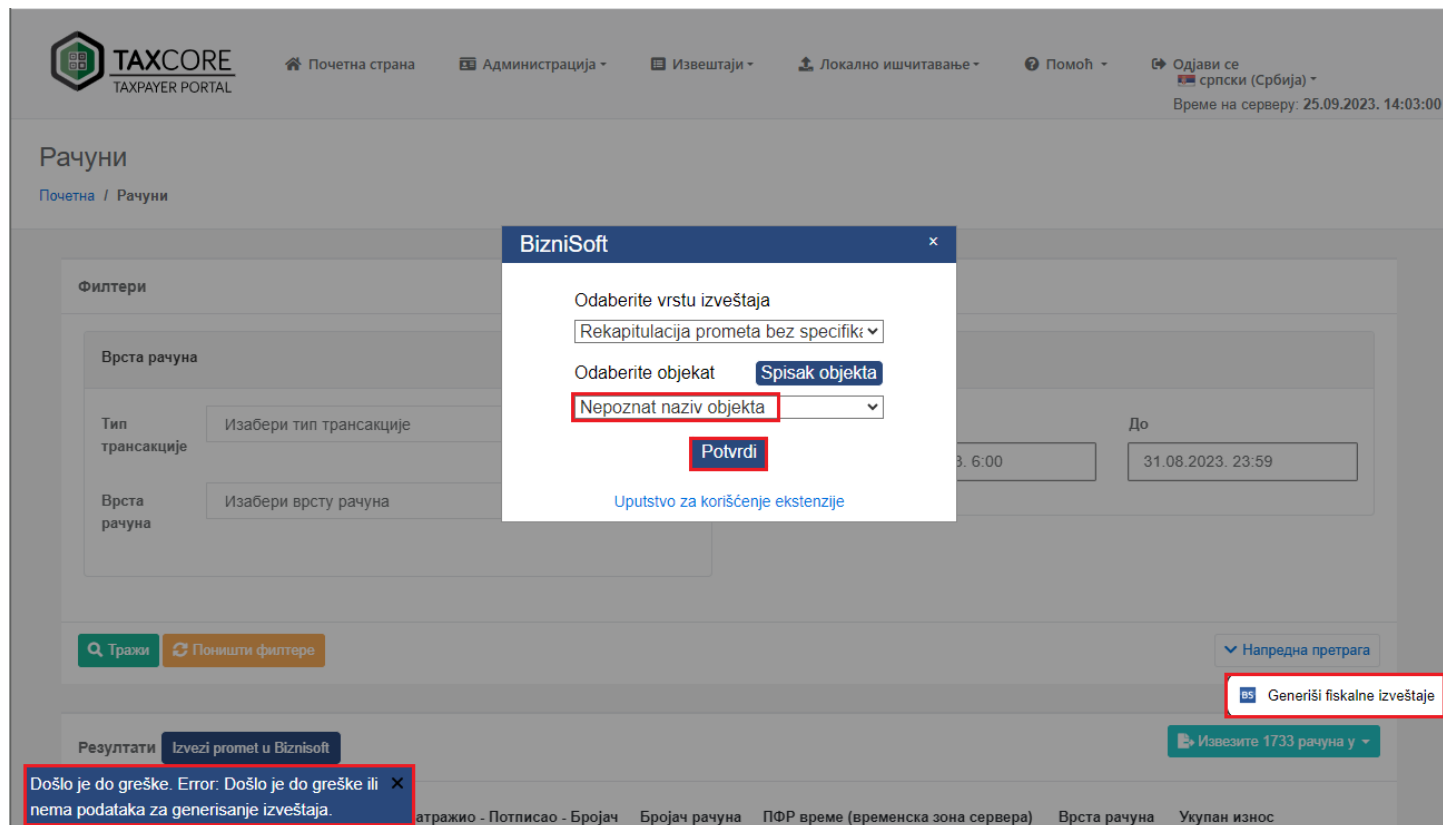 TAXCORE
TAXPAYER PORTAL
Почетна страна
Администрација
Извештаји
Локално ишчитавање
Помоћ
Одјави се
српски (Србија)
Време на серверу: 25.09.2023. 14:03:00
Рачуни
Почетна / Рачуни
BizniSoft
×
Филтери
Odaberite vrstu izveštaja
Rekapitulacija prometa bez specifika
Врста рачуна
Odaberite objekat
Spisak objekta
Nepoznat naziv objekta
Тип трансакције
Изабери тип трансакције
До
Potvrdi
3. 6:00
31.08.2023. 23:59
Врста рачуна
Изабери врсту рачуна
Uputstvo za korišćenje ekstenzije
Тражи
Поништи филтере
Напредна претрага
BS
Generiši fiskalne izveštaje
Резултати
Izvezi promet u Biznisoft
Извезите 1733 рачуна у
Došlo je do greške. Error: Došlo je do greške ili
nema podataka za generisanje izveštaja.
атражио - Потписао - Бројач
Бројач рачуна
ПФР време (временска зона сервера)
Врста рачуна
Укупан износ